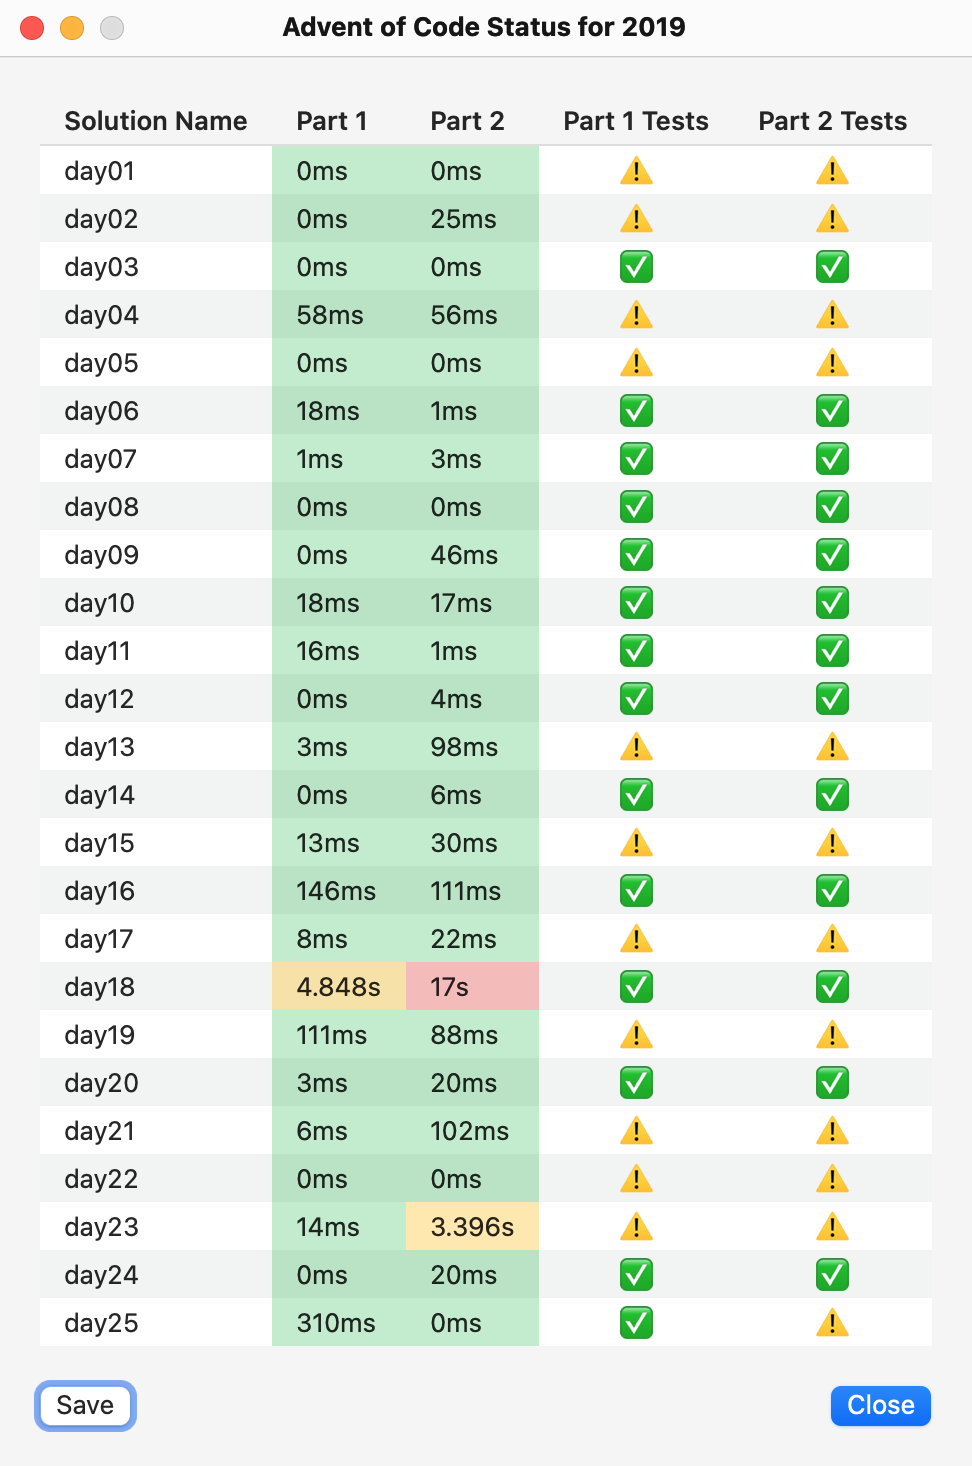 Advent of Code Status for 2019
Solution Name Part 1 Part 2 Part 1 Tests Part 2 Tests
day01 0ms 0ms ⚠️ ⚠️
day02 0ms 25ms ⚠️ ⚠️
day03 0ms 0ms ✅ ✅
day04 58ms 56ms ⚠️ ⚠️
day05 0ms 0ms ⚠️ ⚠️
day06 18ms 1ms ✅ ✅
day07 1ms 3ms ✅ ✅
day08 0ms 0ms ✅ ✅
day09 0ms 46ms ✅ ✅
day10 18ms 17ms ✅ ✅
day11 16ms 1ms ✅ ✅
day12 0ms 4ms ✅ ✅
day13 3ms 98ms ⚠️ ⚠️
day14 0ms 6ms ✅ ✅
day15 13ms 30ms ⚠️ ⚠️
day16 146ms 111ms ✅ ✅
day17 8ms 22ms ⚠️ ⚠️
day18 4.848s 17s ✅ ✅
day19 111ms 88ms ⚠️ ⚠️
day20 3ms 20ms ✅ ✅
day21 6ms 102ms ⚠️ ⚠️
day22 0ms 0ms ⚠️ ⚠️
day23 14ms 3.396s ⚠️ ⚠️
day24 0ms 20ms ✅ ✅
day25 310ms 0ms ✅ ⚠️
Save Close